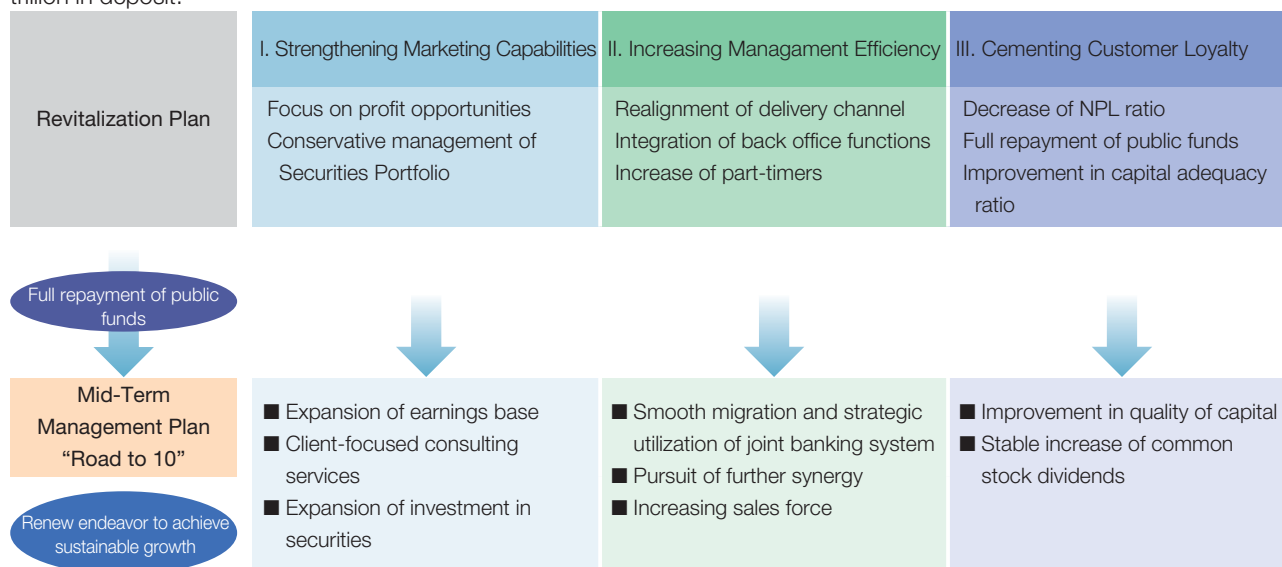 trillion in deposit.
I. Strengthening Marketing Capabilities
II. Increasing Managament Efficiency
III. Cementing Customer Loyalty
Revitalization Plan
Focus on profit opportunities
Conservative management of
Securities Portfolio
Realignment of delivery channel
Integration of back office functions
Increase of part-timers
Decrease of NPL ratio
Full repayment of public funds
Improvement in capital adequacy
ratio
Full repayment of public
funds
Mid-Term
Management Plan
“Road to 10”
■ Expansion of earnings base
■ Client-focused consulting
services
■ Expansion of investment in
securities
■ Smooth migration and strategic
utilization of joint banking system
■ Pursuit of further synergy
■ Increasing sales force
■ Improvement in quality of capital
■ Stable increase of common
stock dividends
Renew endeavor to achieve
sustainable growth